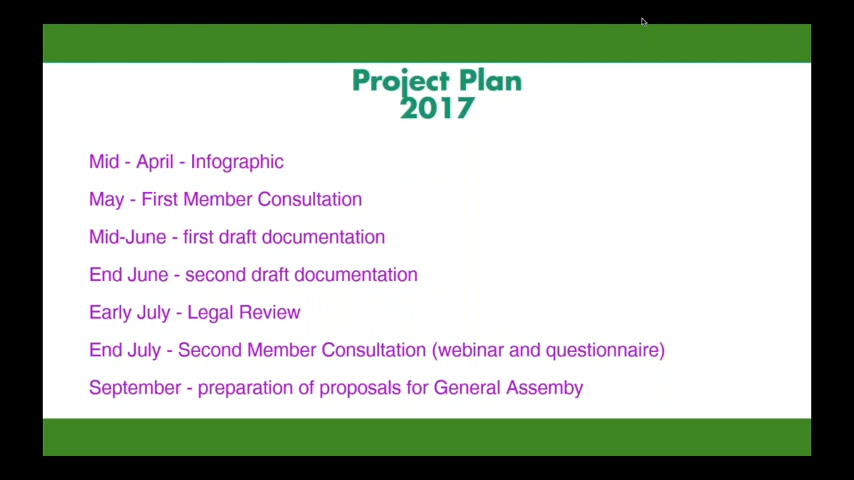 Project Plan
2017
Mid - April - Infographic
May - First Member Consultation
Mid-June - first draft documentation
End June - second draft documentation
Early July - Legal Review
End July - Second Member Consultation (webinar and questionnaire)
September - preparation of proposals for General Assemby